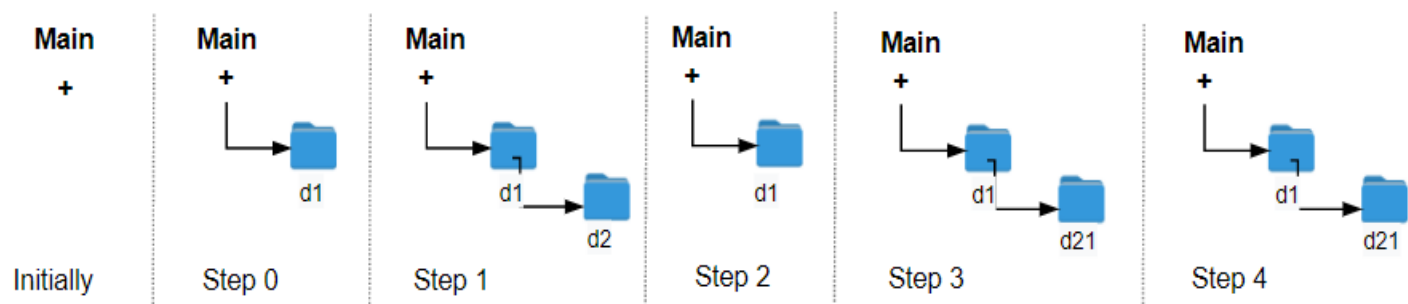 Main
+
Initially
Main
+
d1
Step 0
Main
+
d1
d2
Step 1
Main
+
d1
Step 2
Main
+
d1
d21
Step 3
Main
+
d1
d21
Step 4